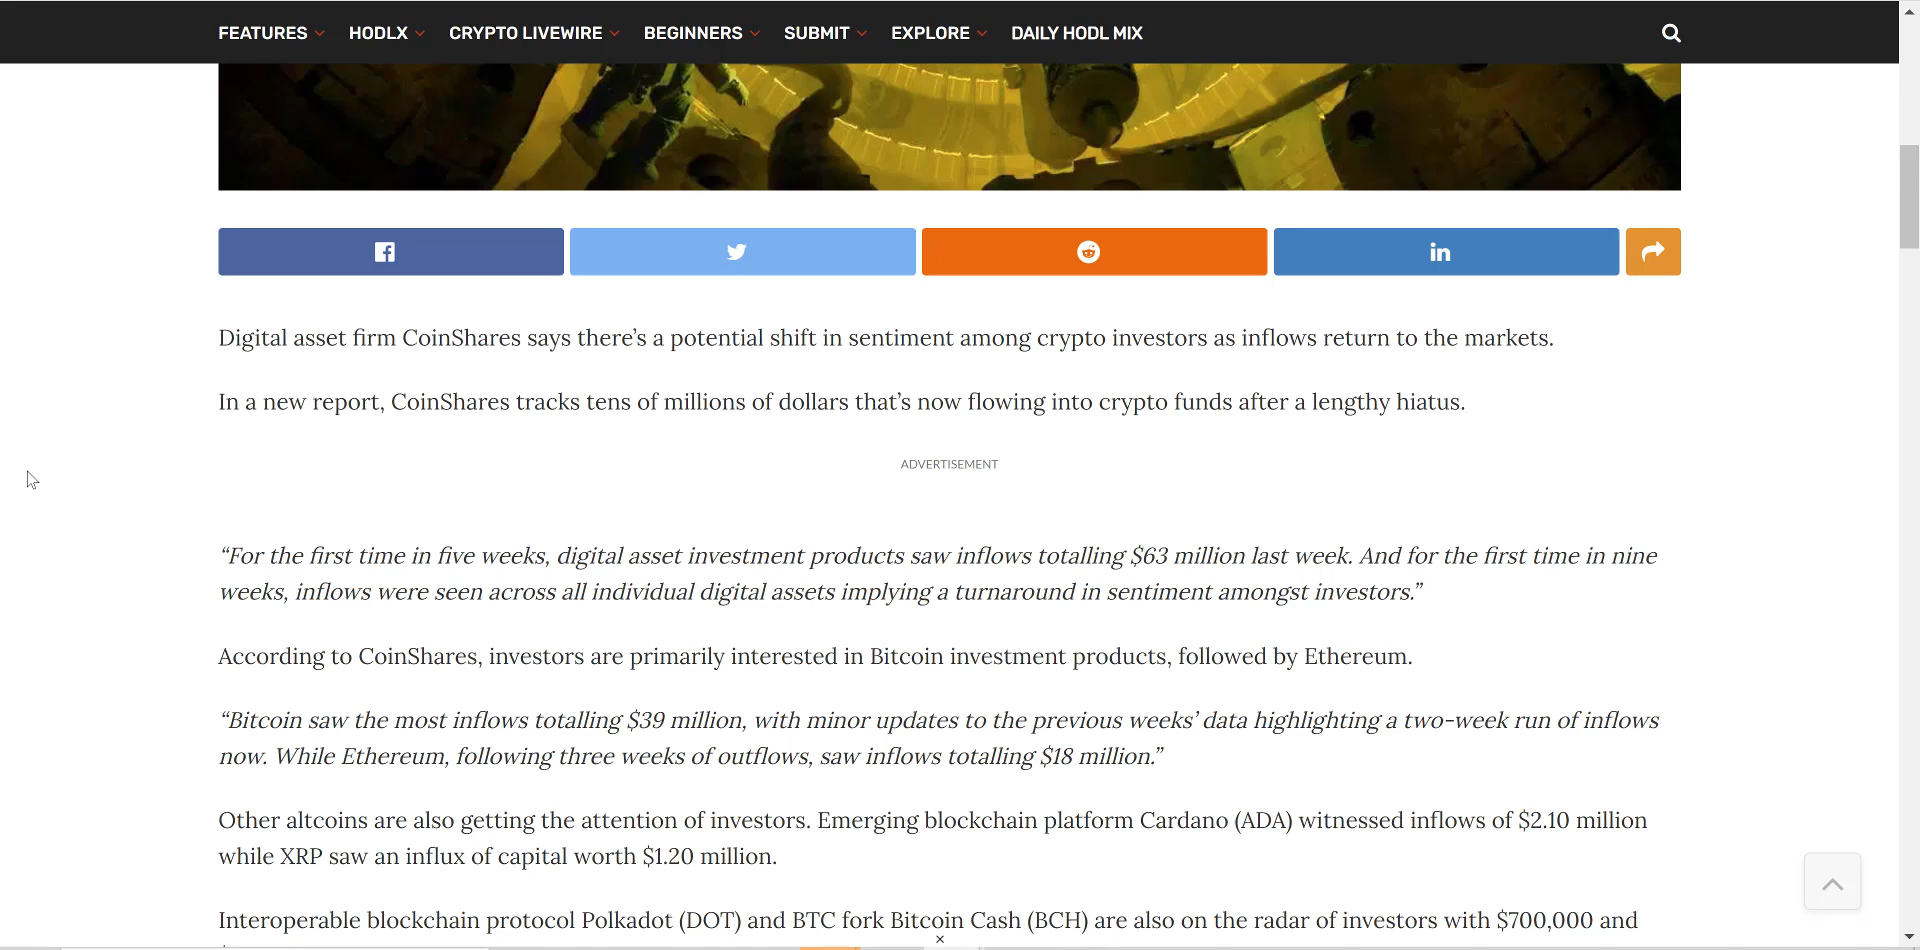 FEATURES HODLX CRYPTO LIVEWIRE BEGINNERS SUBMIT EXPLORE DAILY HODL MIX
Digital asset firm CoinShares says there’s a potential shift in sentiment among crypto investors as inflows return to the markets.
In a new report, CoinShares tracks tens of millions of dollars that’s now flowing into crypto funds after a lengthy hiatus.
ADVERTISEMENT
“For the first time in five weeks, digital asset investment products saw inflows totalling $63 million last week. And for the first time in nine
weeks, inflows were seen across all individual digital assets implying a turnaround in sentiment amongst investors.”
According to CoinShares, investors are primarily interested in Bitcoin investment products, followed by Ethereum.
“Bitcoin saw the most inflows totalling $39 million, with minor updates to the previous weeks’ data highlighting a two-week run of inflows
now. While Ethereum, following three weeks of outflows, saw inflows totalling $18 million.”
Other altcoins are also getting the attention of investors. Emerging blockchain platform Cardano (ADA) witnessed inflows of $2.10 million
while XRP saw an influx of capital worth $1.20 million.
Interoperable blockchain protocol Polkadot (DOT) and BTC fork Bitcoin Cash (BCH) are also on the radar of investors with $700,000 and